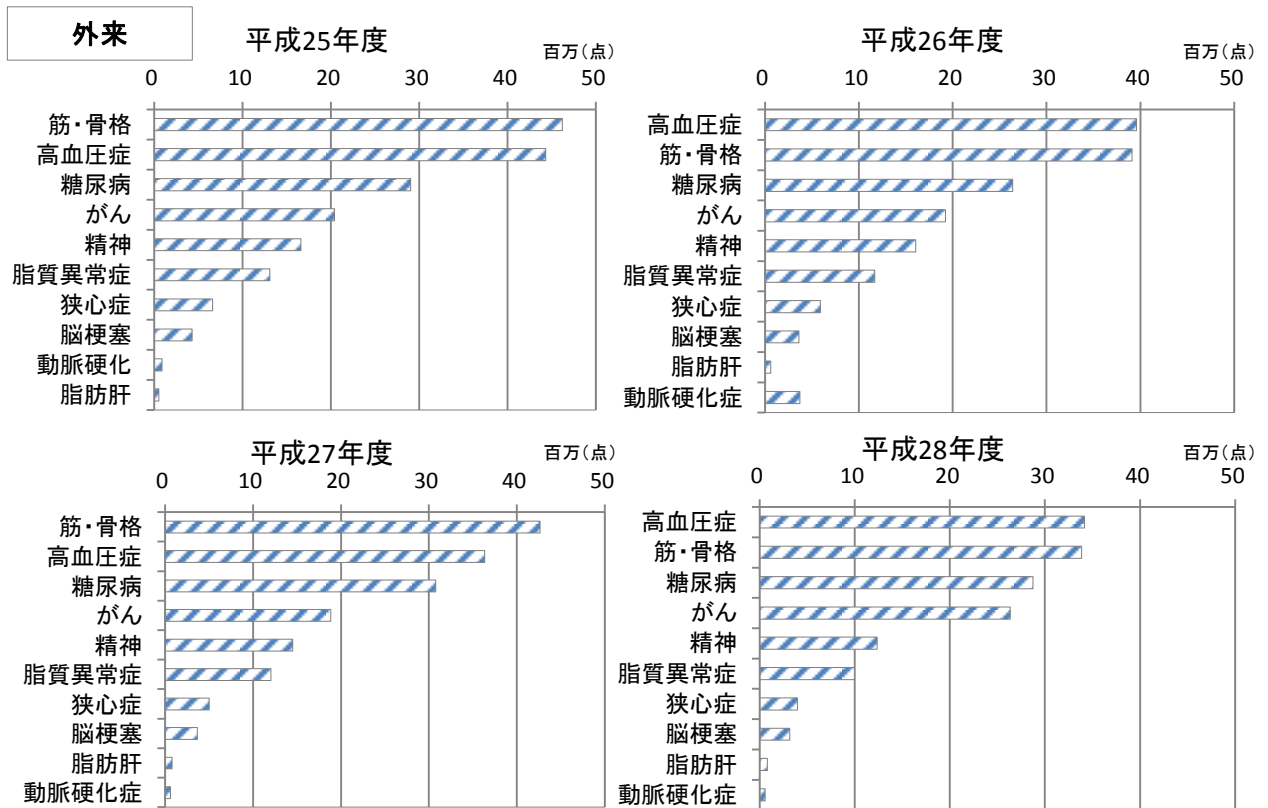 外来
平成25年度
百万(点)
0 10 20 30 40 50
筋・骨格
高血圧症
糖尿病
がん
精神
脂質異常症
狭心症
脳梗塞
動脈硬化
脂肪肝
平成26年度
百万(点)
0 10 20 30 40 50
高血圧症
筋・骨格
糖尿病
がん
精神
脂質異常症
狭心症
脳梗塞
脂肪肝
動脈硬化症
平成27年度
百万(点)
0 10 20 30 40 50
筋・骨格
高血圧症
糖尿病
がん
精神
脂質異常症
狭心症
脳梗塞
脂肪肝
動脈硬化症
平成28年度
百万(点)
0 10 20 30 40 50
高血圧症
筋・骨格
糖尿病
がん
精神
脂質異常症
狭心症
脳梗塞
脂肪肝
動脈硬化症